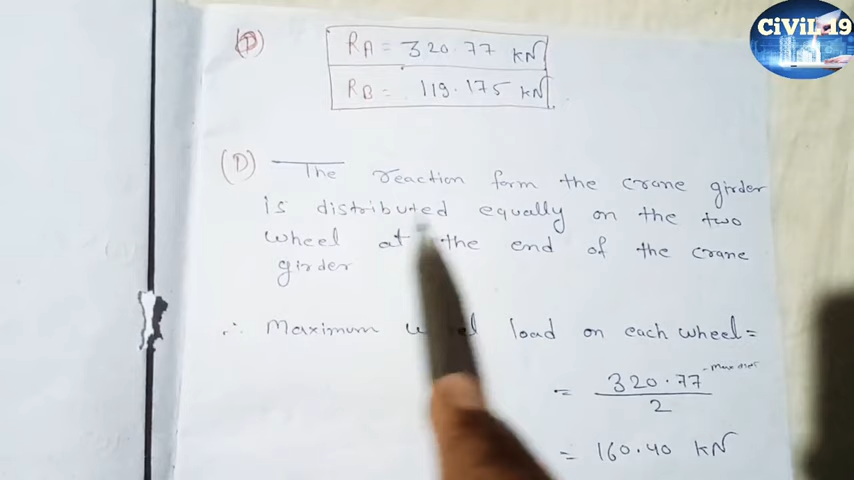 CiViL 19
(D)
RA = 320.77 kN
RB = 119.175 kN
(D) The reaction form the crane girder
is distributed equally on the two
wheel at the end of the crane
girder
∴ Maximum load on each wheel =
= 320.77 / 2
= 160.40 kN